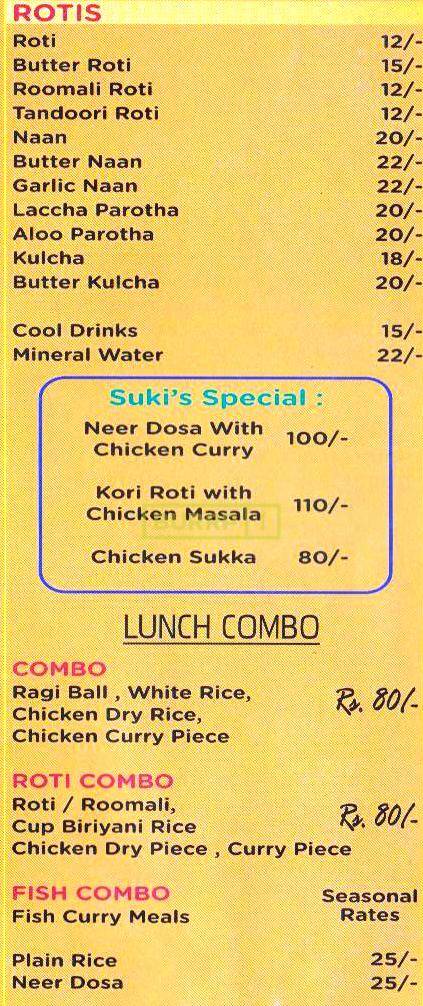 ROTIS
Roti 12/-
Butter Roti 15/-
Roomali Roti 12/-
Tandoori Roti 12/-
Naan 20/-
Butter Naan 22/-
Garlic Naan 22/-
Laccha Parotha 20/-
Aloo Parotha 20/-
Kulcha 18/-
Butter Kulcha 20/-
Cool Drinks 15/-
Mineral Water 22/-
Suki's Special :
Neer Dosa With
Chicken Curry 100/-
Kori Roti with
Chicken Masala 110/-
Chicken Sukka 80/-
LUNCH COMBO
COMBO
Ragi Ball , White Rice, Rs. 80/-
Chicken Dry Rice,
Chicken Curry Piece
ROTI COMBO
Roti / Roomali,
Cup Biriyani Rice Rs. 80/-
Chicken Dry Piece , Curry Piece
FISH COMBO Seasonal
Fish Curry Meals Rates
Plain Rice 25/-
Neer Dosa 25/-